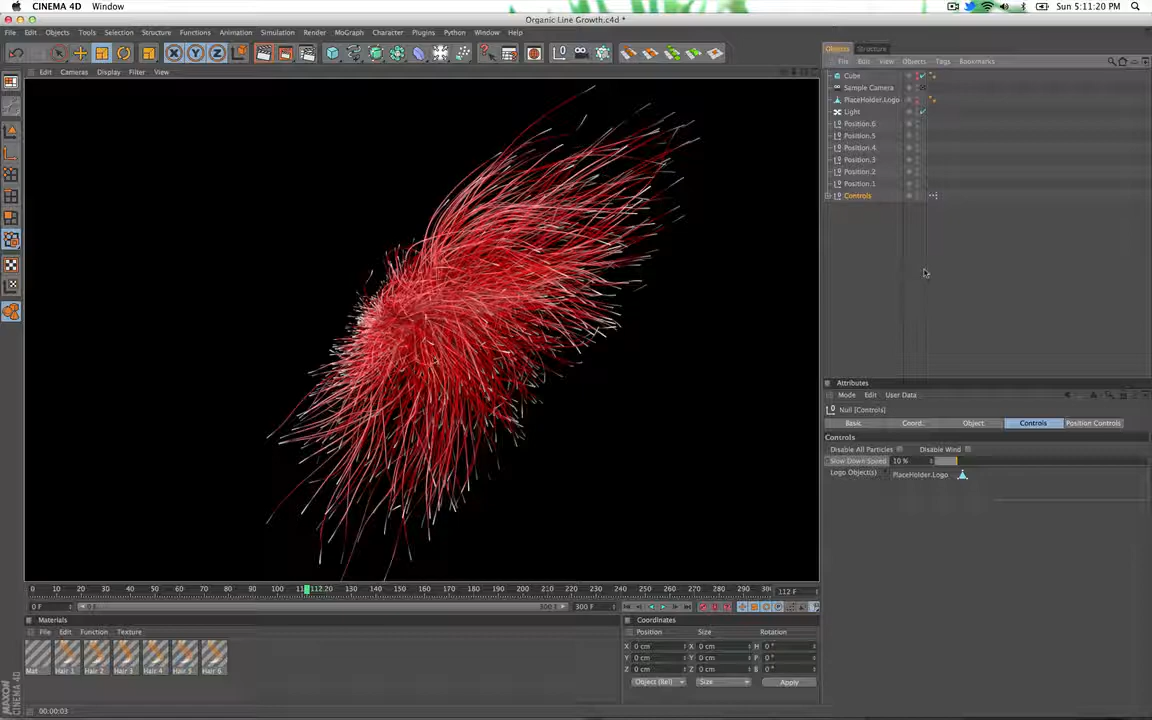 CINEMA 4D Window Sun 5:11:20 PM
Organic Line Growth.c4d *
File Edit Objects Tools Selection Structure Functions Animation Simulation Render MoGraph Character Plugins Python Window Help
X Y Z
Objects Structure
Edit Cameras Display Filter View
File Edit View Objects Tags Bookmarks
Cube
Sample Camera
PlaceHolder.Logo
Light
Position.6
Position.5
Position.4
Position.3
Position.2
Position.1
Controls
Attributes
Mode Edit User Data
Null [Controls]
Basic Coord. Object Controls Position Controls
Controls
Disable All Particles Disable Wind
Slow Down Speed 10 %
Logo Object(s) PlaceHolder.Logo
0 10 20 30 40 50 60 70 80 90 100 112.20 130 140 150 160 170 180 190 200 210 220 230 240 250 260 270 280 290 112 F
0 F 0 F 300 F 300 F
Materials
File Edit Function Texture
Mat Hair 1 Hair 2 Hair 3 Hair 4 Hair 5 Hair 6
Coordinates
Position Size Rotation
X 0 cm X 0 cm H 0 °
Y 0 cm Y 0 cm P 0 °
Z 0 cm Z 0 cm B 0 °
Object (Rel) Size Apply
MAXON CINEMA 4D
00:00:03